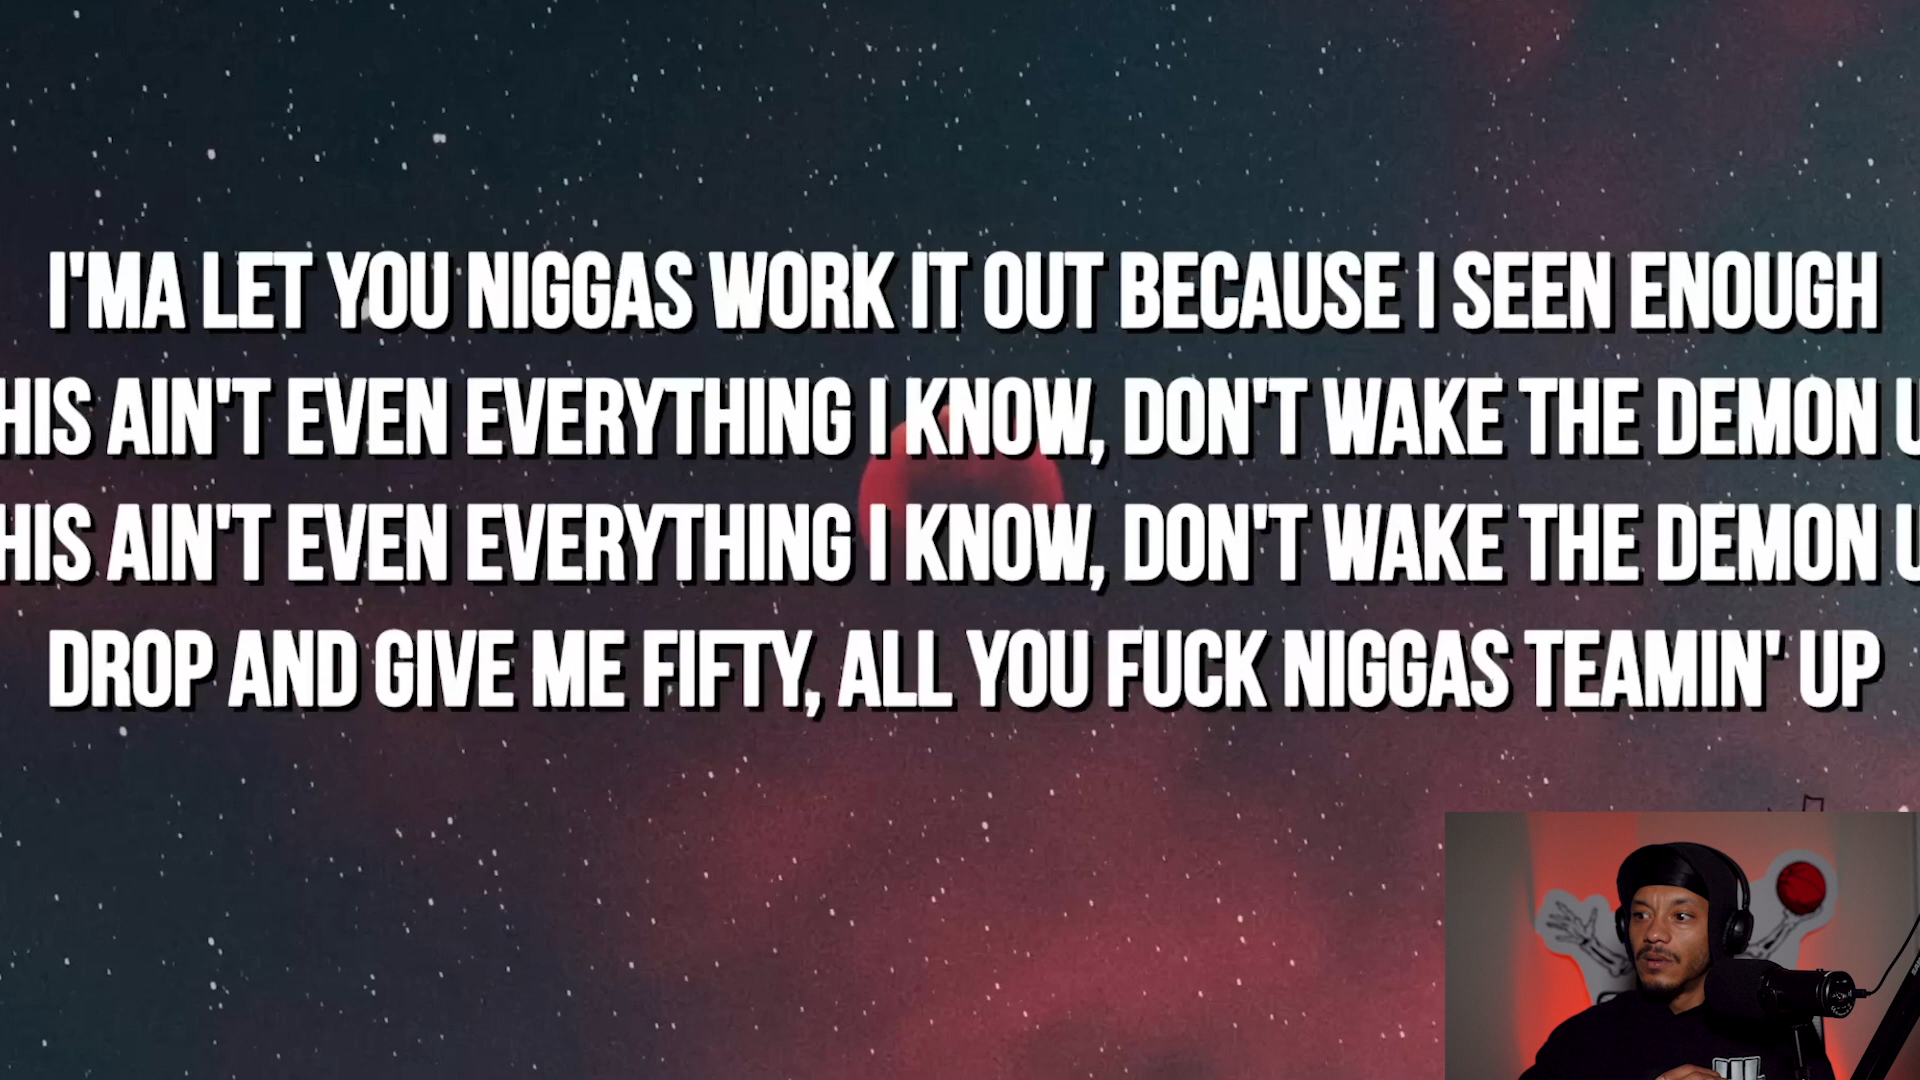 I'MA LET YOU NIGGAS WORK IT OUT BECAUSE I SEEN ENOUGH
HIS AIN'T EVEN EVERYTHING I KNOW, DON'T WAKE THE DEMON U
HIS AIN'T EVEN EVERYTHING I KNOW, DON'T WAKE THE DEMON U
DROP AND GIVE ME FIFTY, ALL YOU FUCK NIGGAS TEAMIN' UP